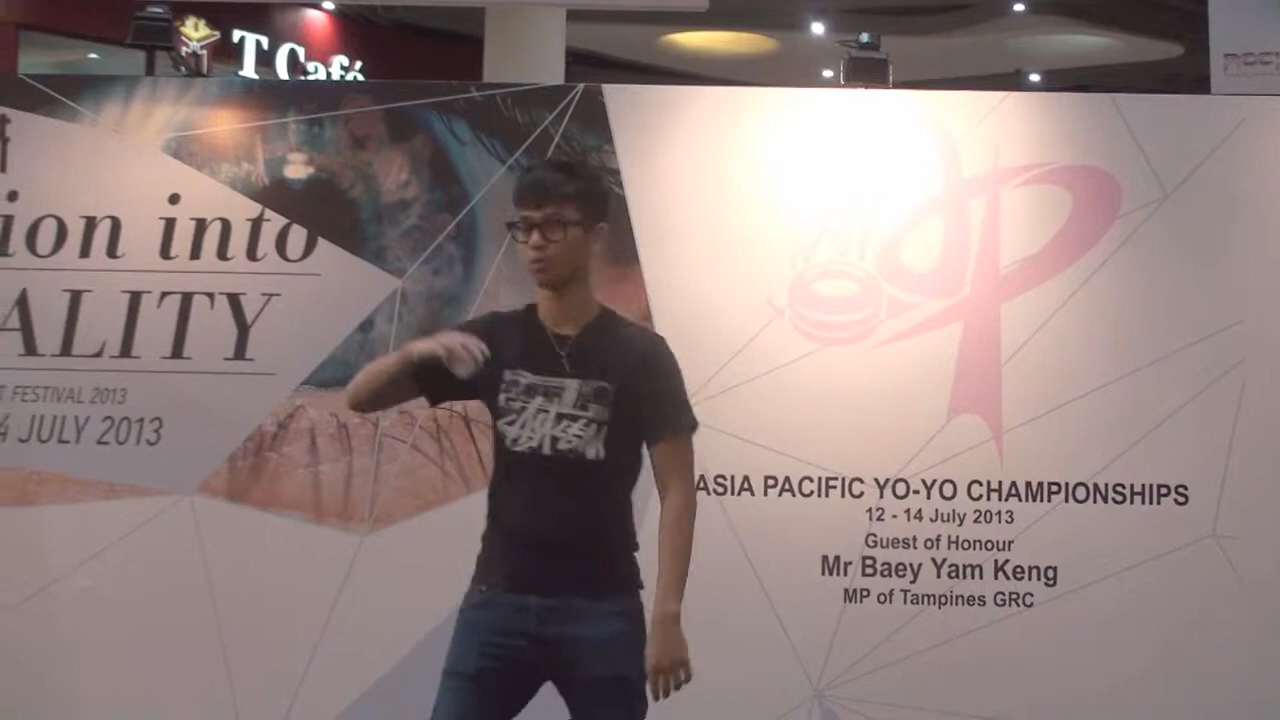 T Café
ion into
ALITY
T FESTIVAL 2013
4 JULY 2013
ASIA PACIFIC YO-YO CHAMPIONSHIPS
12 - 14 July 2013
Guest of Honour
Mr Baey Yam Keng
MP of Tampines GRC